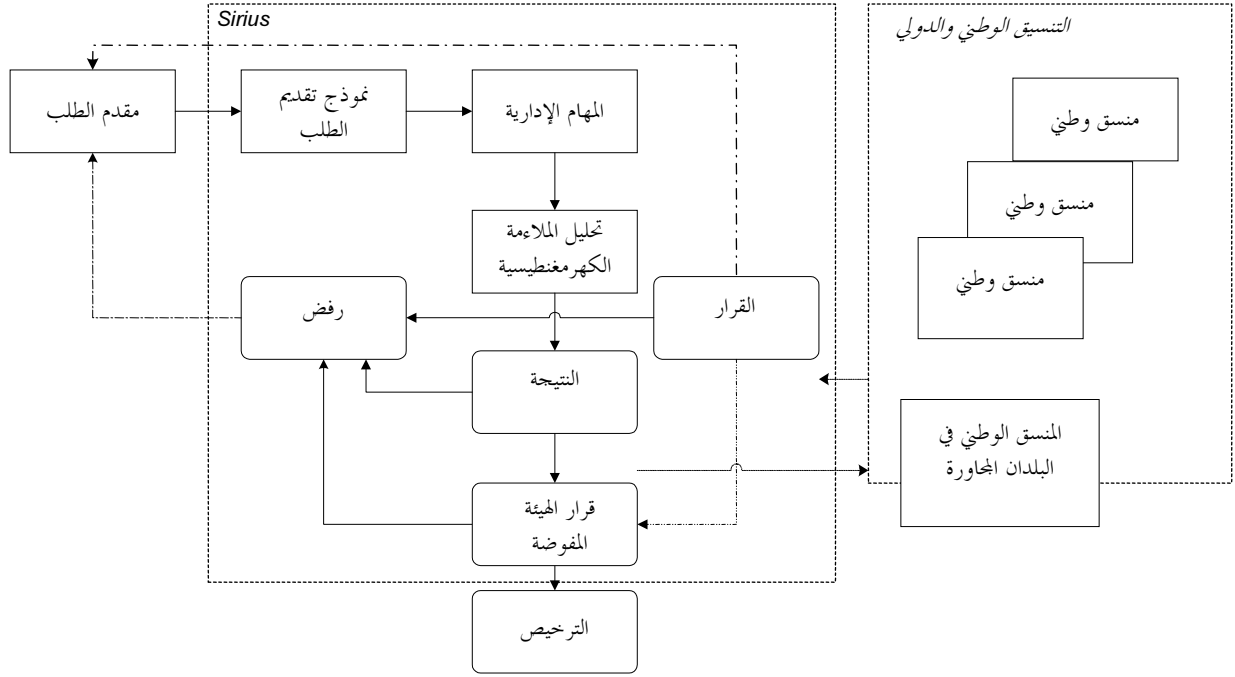 Sirius
التنسيق الوطني والدولي
مقدم الطلب
نموذج تقديم
الطلب
المهام الإدارية
منسق وطني
منسق وطني
منسق وطني
تحليل الملاءمة
الكهرمغنطيسية
رفض
القرار
النتيجة
المنسق الوطني في
البلدان المجاورة
قرار الهيئة
المفوضة
الترخيص